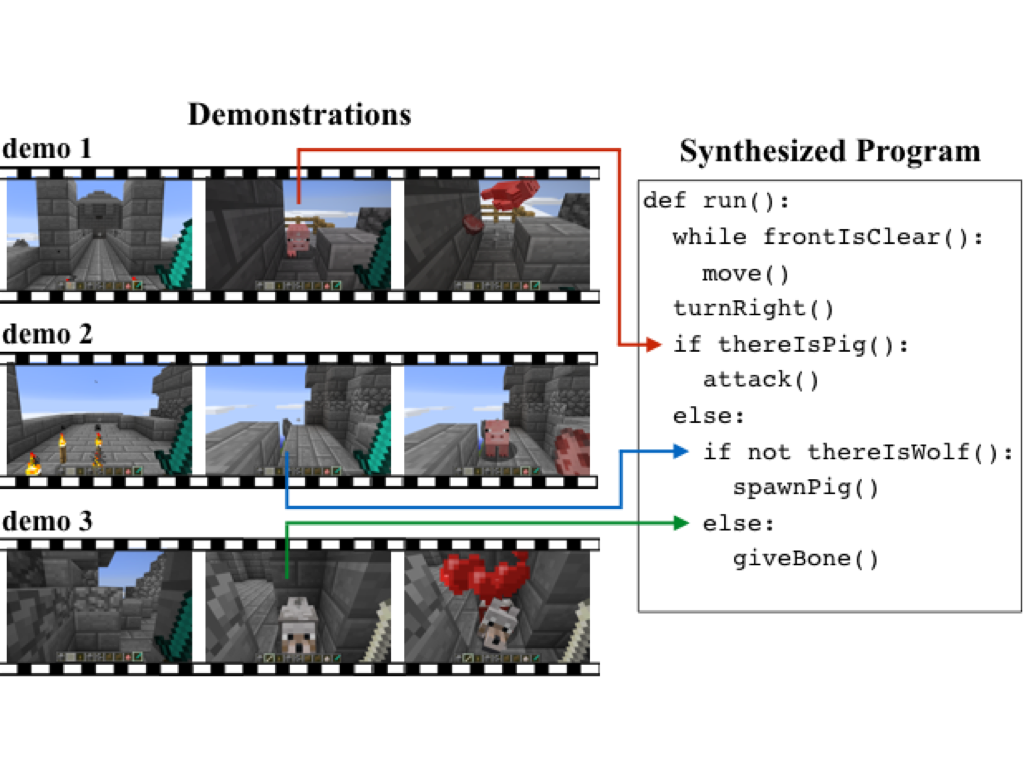 Demonstrations
demo 1
demo 2
demo 3
Synthesized Program
def run():
  while frontIsClear():
    move()
  turnRight()
  if thereIsPig():
    attack()
  else:
    if not thereIsWolf():
      spawnPig()
    else:
      giveBone()